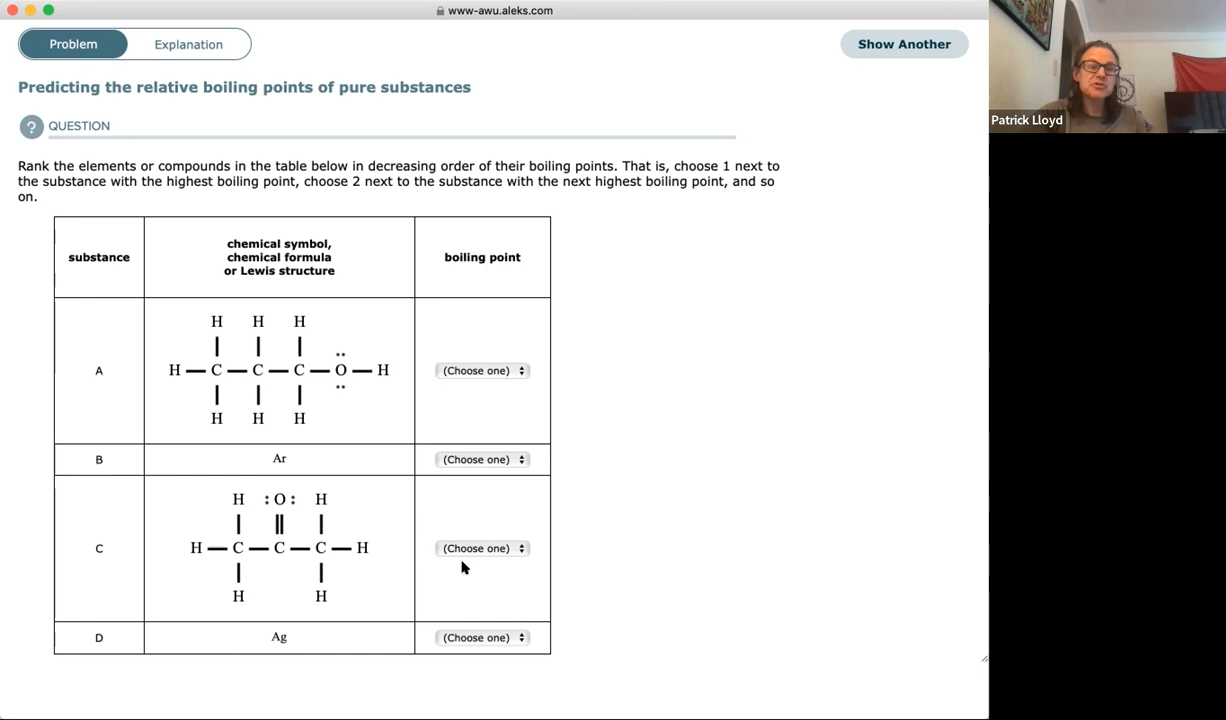 www-awu.aleks.com
Problem
Explanation
Show Another
Predicting the relative boiling points of pure substances
? QUESTION
Rank the elements or compounds in the table below in decreasing order of their boiling points. That is, choose 1 next to
the substance with the highest boiling point, choose 2 next to the substance with the next highest boiling point, and so
on.
substance
chemical symbol,
chemical formula
or Lewis structure
boiling point
A
H H H
H — C — C — C — O — H
H H H
(Choose one)
B
Ar
(Choose one)
C
H :O: H
H — C — C — C — H
H H
(Choose one)
D
Ag
(Choose one)
Patrick Lloyd